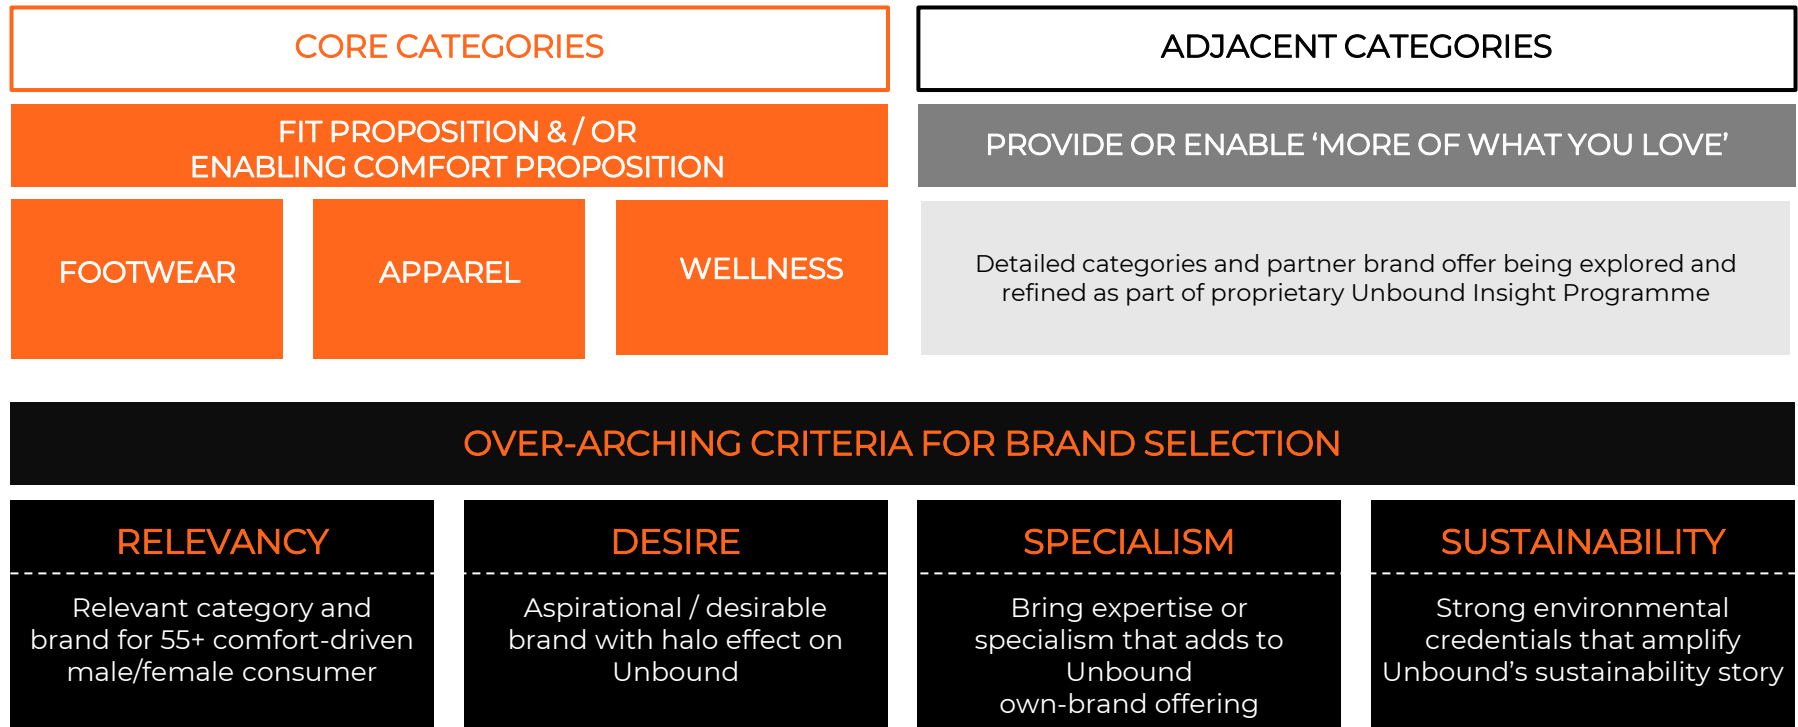 CORE CATEGORIES
FIT PROPOSITION & / OR
ENABLING COMFORT PROPOSITION
FOOTWEAR
APPAREL
WELLNESS
ADJACENT CATEGORIES
PROVIDE OR ENABLE ‘MORE OF WHAT YOU LOVE’
Detailed categories and partner brand offer being explored and
refined as part of proprietary Unbound Insight Programme
OVER-ARCHING CRITERIA FOR BRAND SELECTION
RELEVANCY
Relevant category and
brand for 55+ comfort-driven
male/female consumer
DESIRE
Aspirational / desirable
brand with halo effect on
Unbound
SPECIALISM
Bring expertise or
specialism that adds to
Unbound
own-brand offering
SUSTAINABILITY
Strong environmental
credentials that amplify
Unbound’s sustainability story